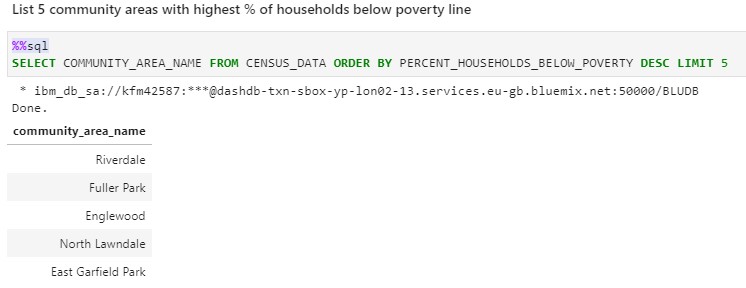 List 5 community areas with highest % of households below poverty line
%%sql
SELECT COMMUNITY_AREA_NAME FROM CENSUS_DATA ORDER BY PERCENT_HOUSEHOLDS_BELOW_POVERTY DESC LIMIT 5
* ibm_db_sa://kfm42587:***@dashdb-txn-sbox-yp-lon02-13.services.eu-gb.bluemix.net:50000/BLUDB
Done.
community_area_name
Riverdale
Fuller Park
Englewood
North Lawndale
East Garfield Park